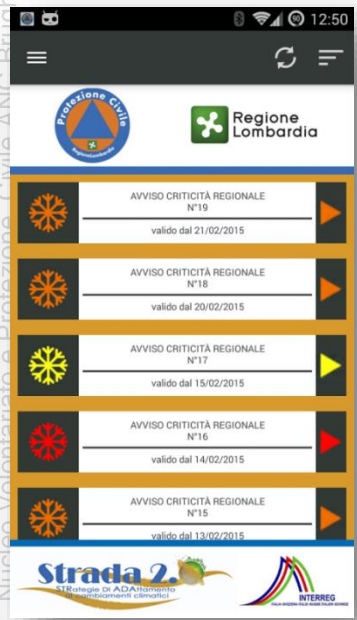 12:50
Protezione Civile
RegioneLombardia
Regione
Lombardia
AVVISO CRITICITÀ REGIONALE
N°19
valido dal 21/02/2015
AVVISO CRITICITÀ REGIONALE
N°18
valido dal 20/02/2015
AVVISO CRITICITÀ REGIONALE
N°17
valido dal 15/02/2015
AVVISO CRITICITÀ REGIONALE
N°16
valido dal 14/02/2015
AVVISO CRITICITÀ REGIONALE
N°15
valido dal 13/02/2015
Strada 2.
STRategie DI ADAttamento
ai cambiamenti climatici
INTERREG
Nucleo Volontariato e Protezione Civile ANC Brugh